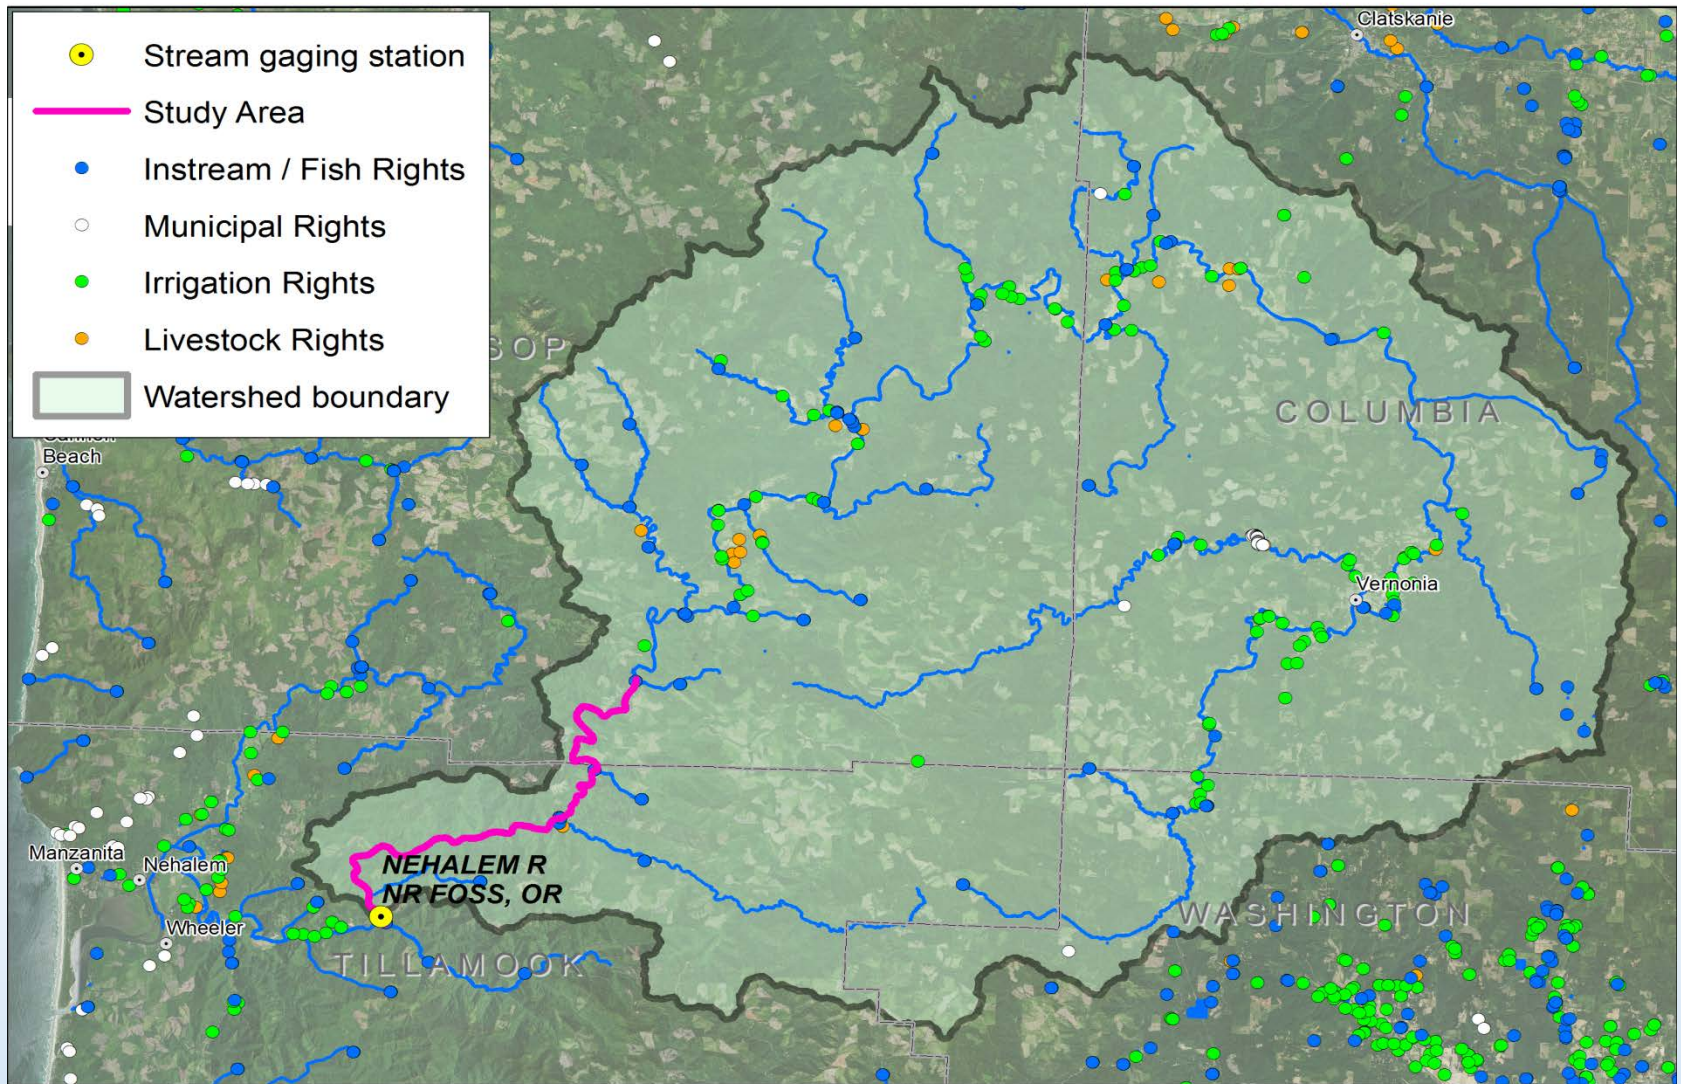 Stream gaging station
Study Area
Instream / Fish Rights
Municipal Rights
Irrigation Rights
Livestock Rights
Watershed boundary
Clatskanie
SOP
COLUMBIA
Beach
Vernonia
Manzanita
Nehalem
Wheeler
NEHALEM R
NR FOSS, OR
TILLAMOOK
WASHINGTON